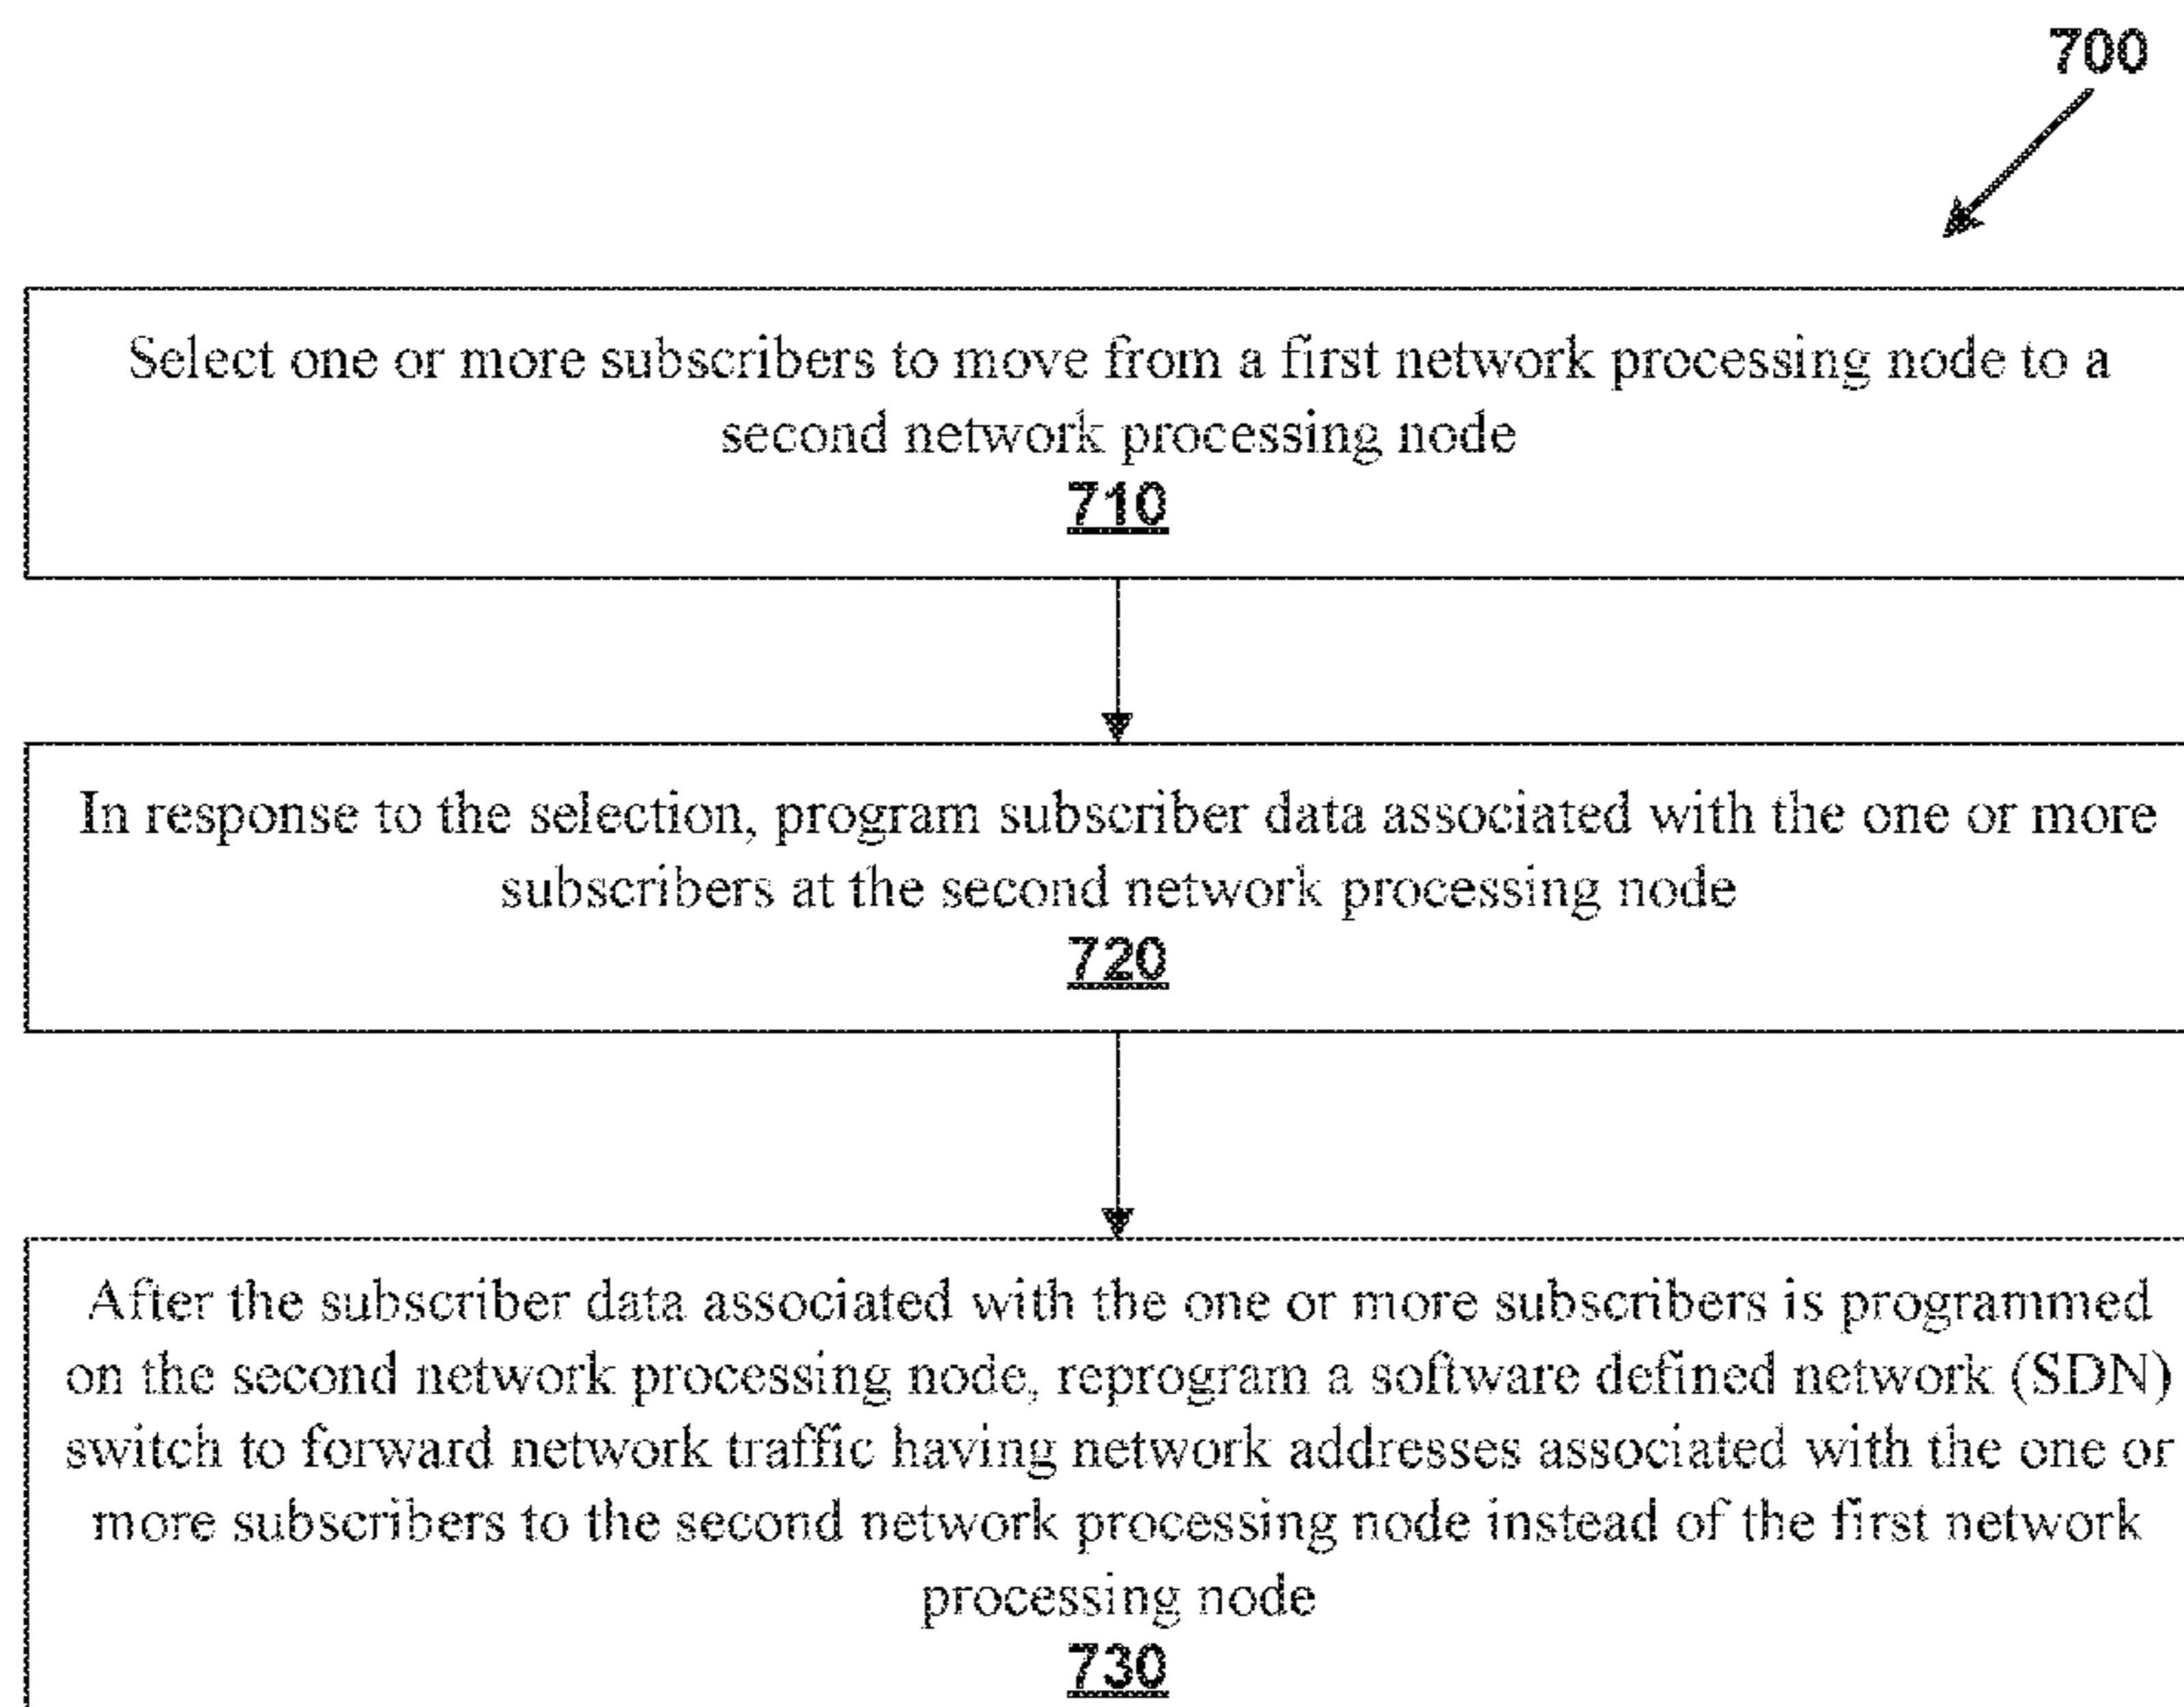 700
Select one or more subscribers to move from a first network processing node to a
second network processing node
710
In response to the selection, program subscriber data associated with the one or more
subscribers at the second network processing node
720
After the subscriber data associated with the one or more subscribers is programmed
on the second network processing node, reprogram a software defined network (SDN)
switch to forward network traffic having network addresses associated with the one or
more subscribers to the second network processing node instead of the first network
processing node
730